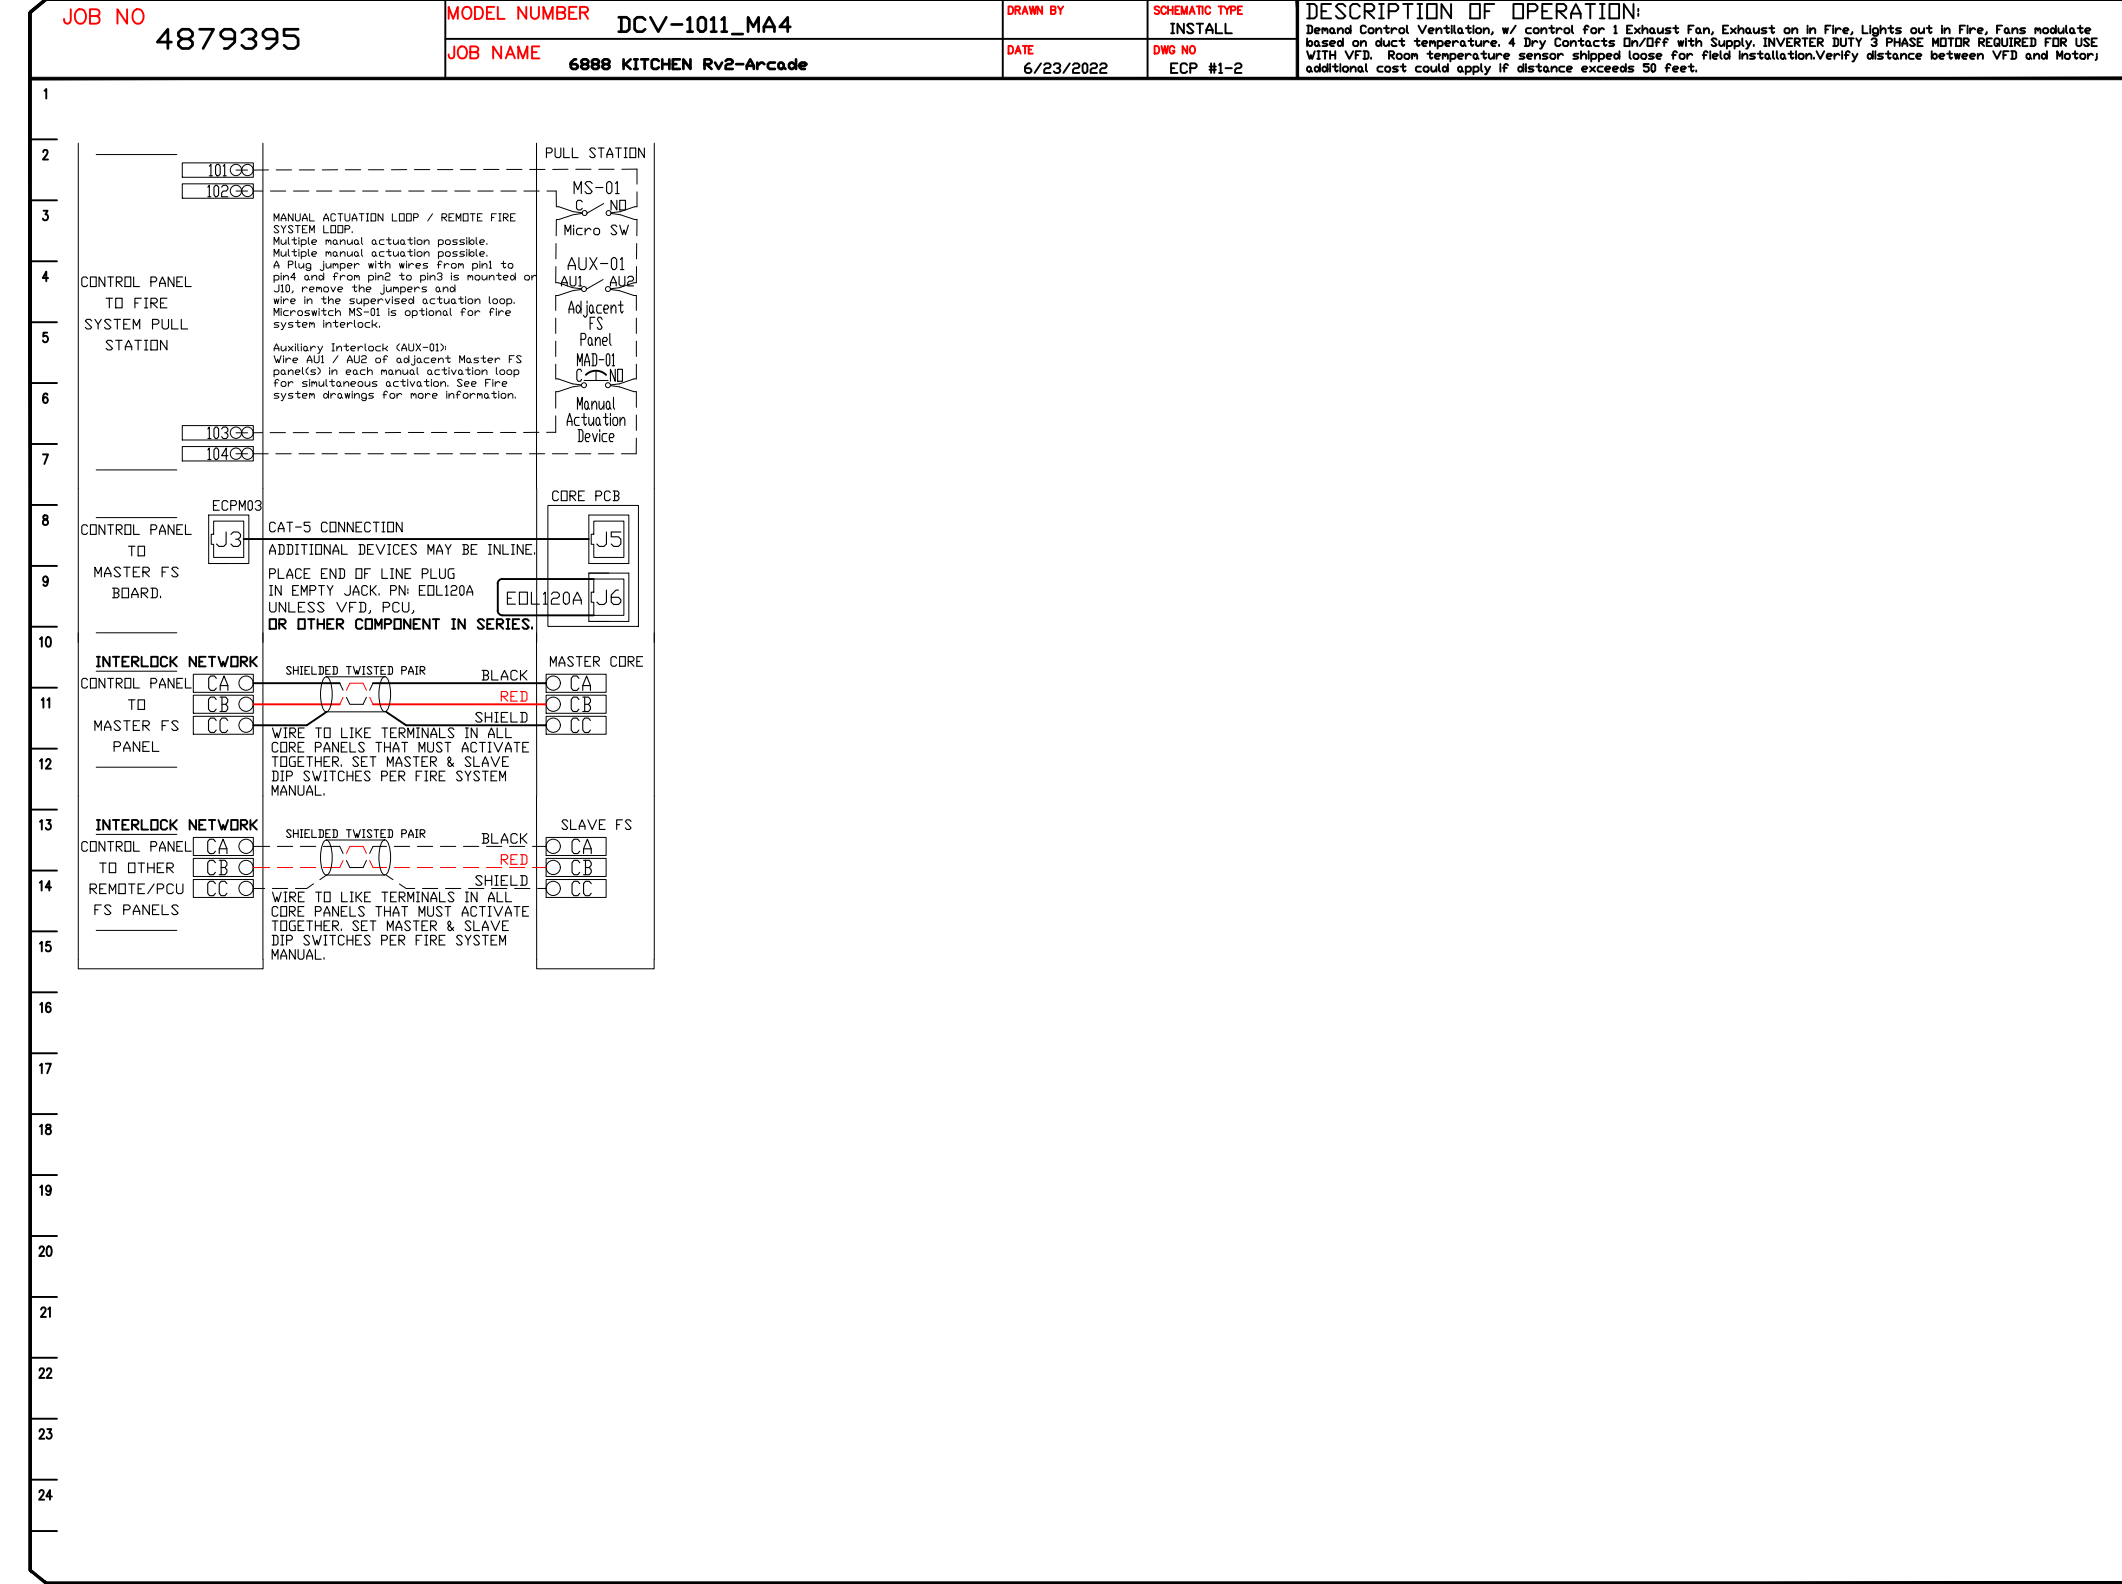 JOB NO
4879395
MODEL NUMBER
DCV-1011_MA4
JOB NAME
6888 KITCHEN Rv2-Arcade
DRAWN BY
DATE
6/23/2022
SCHEMATIC TYPE
INSTALL
DWG NO
ECP #1-2
DESCRIPTION OF OPERATION:
Demand Control Ventilation, w/ control for 1 Exhaust Fan, Exhaust on in Fire, Lights out in Fire, Fans modulate
based on duct temperature. 4 Dry Contacts On/Off with Supply. INVERTER DUTY 3 PHASE MOTOR REQUIRED FOR USE
WITH VFD. Room temperature sensor shipped loose for field installation.Verify distance between VFD and Motor;
additional cost could apply if distance exceeds 50 feet.
1
2
3
4
5
6
7
8
9
10
11
12
13
14
15
16
17
18
19
20
21
22
23
24
CONTROL PANEL
TO FIRE
SYSTEM PULL
STATION
101
102
103
104
MANUAL ACTUATION LOOP / REMOTE FIRE
SYSTEM LOOP.
Multiple manual actuation possible.
Multiple manual actuation possible.
A Plug jumper with wires from pin1 to
pin4 and from pin2 to pin3 is mounted or
J10, remove the jumpers and
wire in the supervised actuation loop.
Microswitch MS-01 is optional for fire
system interlock.
Auxiliary Interlock (AUX-01):
Wire AU1 / AU2 of adjacent Master FS
panel(s) in each manual activation loop
for simultaneous activation. See Fire
system drawings for more information.
PULL STATION
MS-01
C NO
Micro SW
AUX-01
AU1 AU2
Adjacent
FS
Panel
MAD-01
C NO
Manual
Actuation
Device
CONTROL PANEL
TO
MASTER FS
BOARD.
ECPM03
J3
CAT-5 CONNECTION
ADDITIONAL DEVICES MAY BE INLINE.
PLACE END OF LINE PLUG
IN EMPTY JACK. PN: EOL120A
UNLESS VFD, PCU,
OR OTHER COMPONENT IN SERIES.
CORE PCB
J5
EOL120A
J6
INTERLOCK NETWORK
CONTROL PANEL
TO
MASTER FS
PANEL
CA
CB
CC
SHIELDED TWISTED PAIR
BLACK
RED
SHIELD
WIRE TO LIKE TERMINALS IN ALL
CORE PANELS THAT MUST ACTIVATE
TOGETHER. SET MASTER & SLAVE
DIP SWITCHES PER FIRE SYSTEM
MANUAL.
MASTER CORE
CA
CB
CC
INTERLOCK NETWORK
CONTROL PANEL
TO OTHER
REMOTE/PCU
FS PANELS
CA
CB
CC
SHIELDED TWISTED PAIR
BLACK
RED
SHIELD
WIRE TO LIKE TERMINALS IN ALL
CORE PANELS THAT MUST ACTIVATE
TOGETHER. SET MASTER & SLAVE
DIP SWITCHES PER FIRE SYSTEM
MANUAL.
SLAVE FS
CA
CB
CC